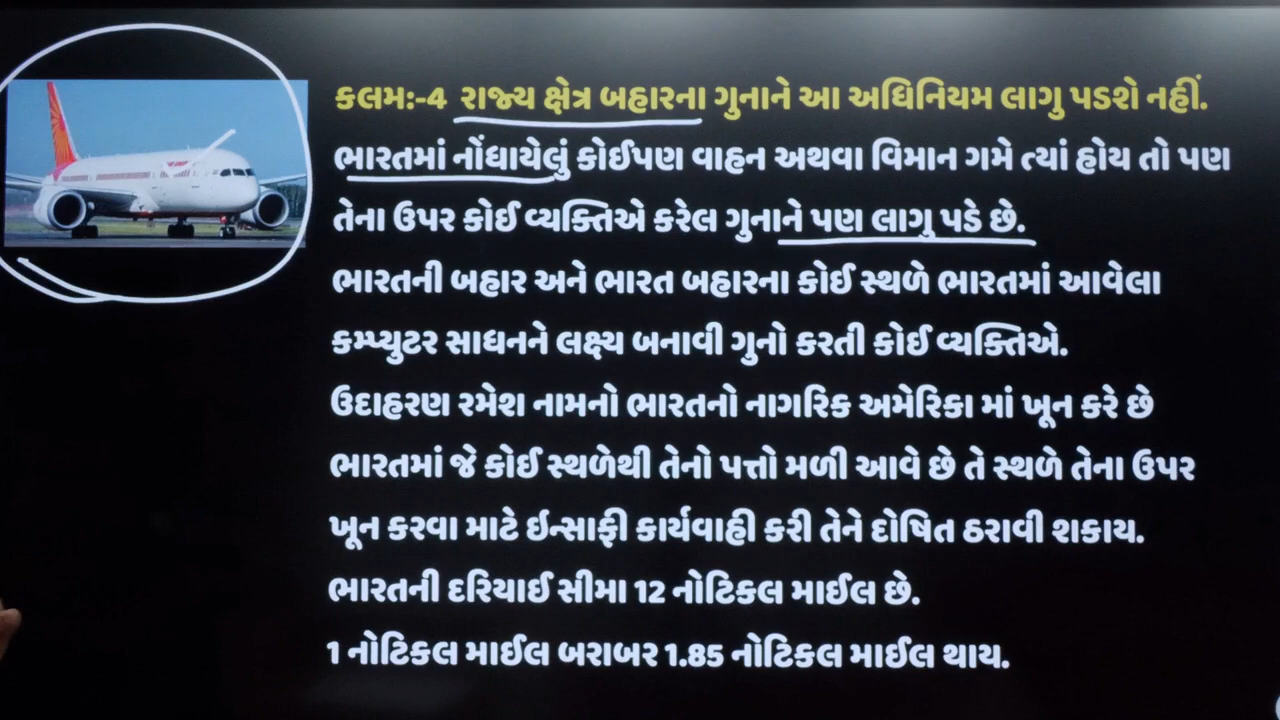 કલમઃ-4 રાજ્ય ક્ષેત્ર બહારના ગુનાને આ અધિનિયમ લાગુ પડશે નહીં.
ભારતમાં નોંધાયેલું કોઈપણ વાહન અથવા વિમાન ગમે ત્યાં હોય તો પણ
તેના ઉપર કોઈ વ્યક્તિએ કરેલ ગુનાને પણ લાગુ પડે છે.
ભારતની બહાર અને ભારત બહારના કોઈ સ્થળે ભારતમાં આવેલા
કમ્પ્યુટર સાધનને લક્ષ્ય બનાવી ગુનો કરતી કોઈ વ્યક્તિએ.
ઉદાહરણ રમેશ નામનો ભારતનો નાગરિક અમેરિકા માં ખૂન કરે છે
ભારતમાં જે કોઈ સ્થળેથી તેનો પત્તો મળી આવે છે તે સ્થળે તેના ઉપર
ખૂન કરવા માટે ઇન્સાફી કાર્યવાહી કરી તેને દોષિત ઠરાવી શકાય.
ભારતની દરિયાઈ સીમા 12 નોટિકલ માઈલ છે.
1 નોટિકલ માઈલ બરાબર 1.85 નોટિકલ માઈલ થાય.